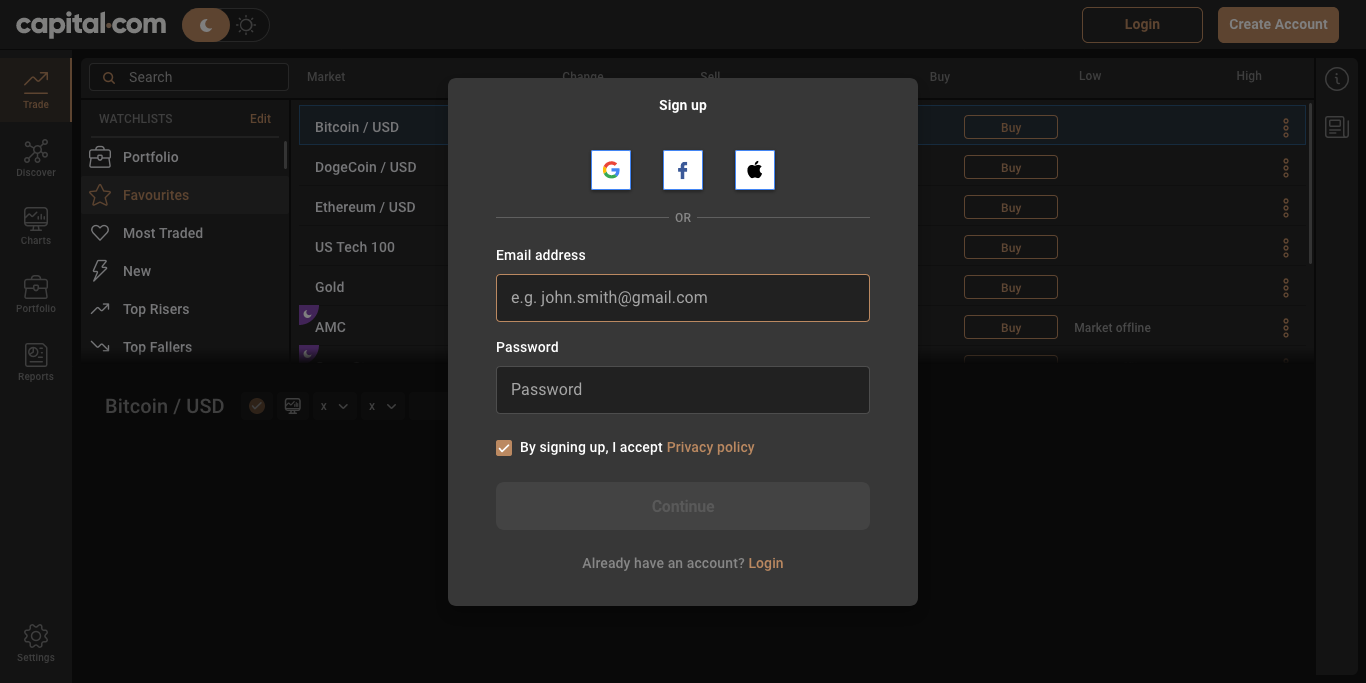 capital.com
Login
Create Account
Trade
Discover
Charts
Portfolio
Reports
Settings
Search
WATCHLISTS
Edit
Portfolio
Favourites
Most Traded
New
Top Risers
Top Fallers
Market
Change
Sell
Buy
Low
High
Bitcoin / USD
Buy
DogeCoin / USD
Buy
Ethereum / USD
Buy
US Tech 100
Buy
Gold
Buy
AMC
Buy
Market offline
Bitcoin / USD
x
x
Sign up
OR
Email address
e.g. john.smith@gmail.com
Password
Password
By signing up, I accept Privacy policy
Continue
Already have an account? Login